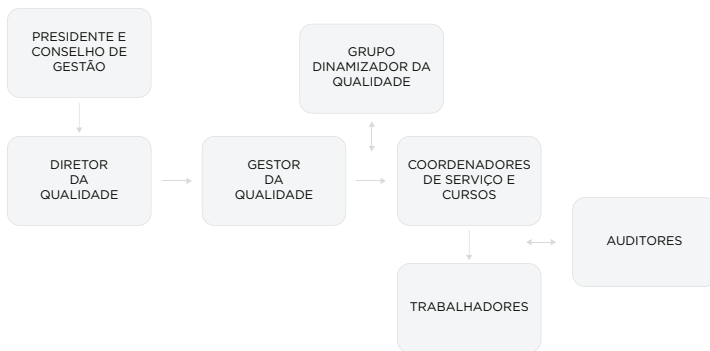 PRESIDENTE E
CONSELHO DE
GESTÃO
GRUPO
DINAMIZADOR DA
QUALIDADE
DIRETOR
DA
QUALIDADE
GESTOR
DA
QUALIDADE
COORDENADORES
DE SERVIÇO E
CURSOS
AUDITORES
TRABALHADORES